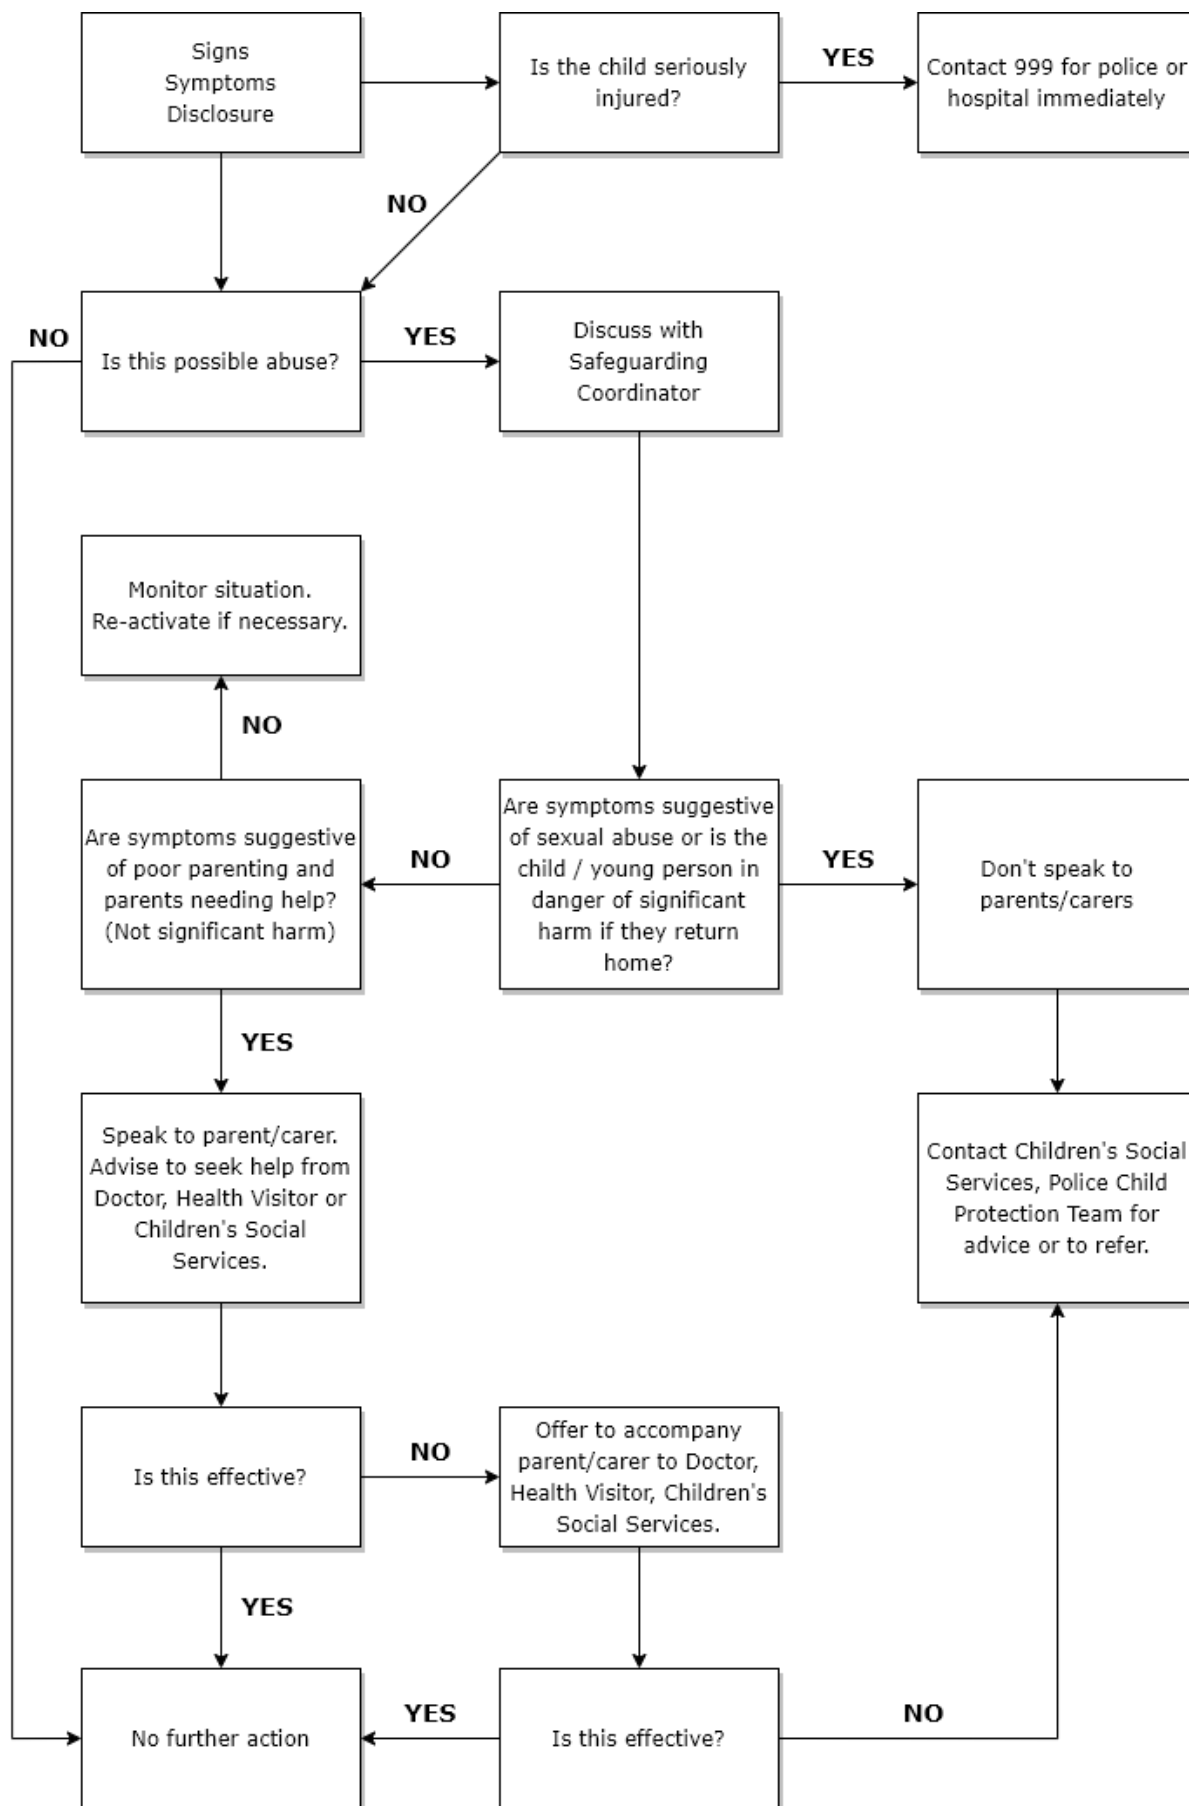 Signs
Symptoms
Disclosure
Is the child seriously
injured?
YES
Contact 999 for police or
hospital immediately
NO
NO
Is this possible abuse?
YES
Discuss with
Safeguarding
Coordinator
Monitor situation.
Re-activate if necessary.
NO
Are symptoms suggestive
of poor parenting and
parents needing help?
(Not significant harm)
NO
Are symptoms suggestive
of sexual abuse or is the
child / young person in
danger of significant
harm if they return
home?
YES
Don't speak to
parents/carers
YES
Speak to parent/carer.
Advise to seek help from
Doctor, Health Visitor or
Children's Social
Services.
Contact Children's Social
Services, Police Child
Protection Team for
advice or to refer.
Is this effective?
NO
Offer to accompany
parent/carer to Doctor,
Health Visitor, Children's
Social Services.
YES
No further action
YES
Is this effective?
NO